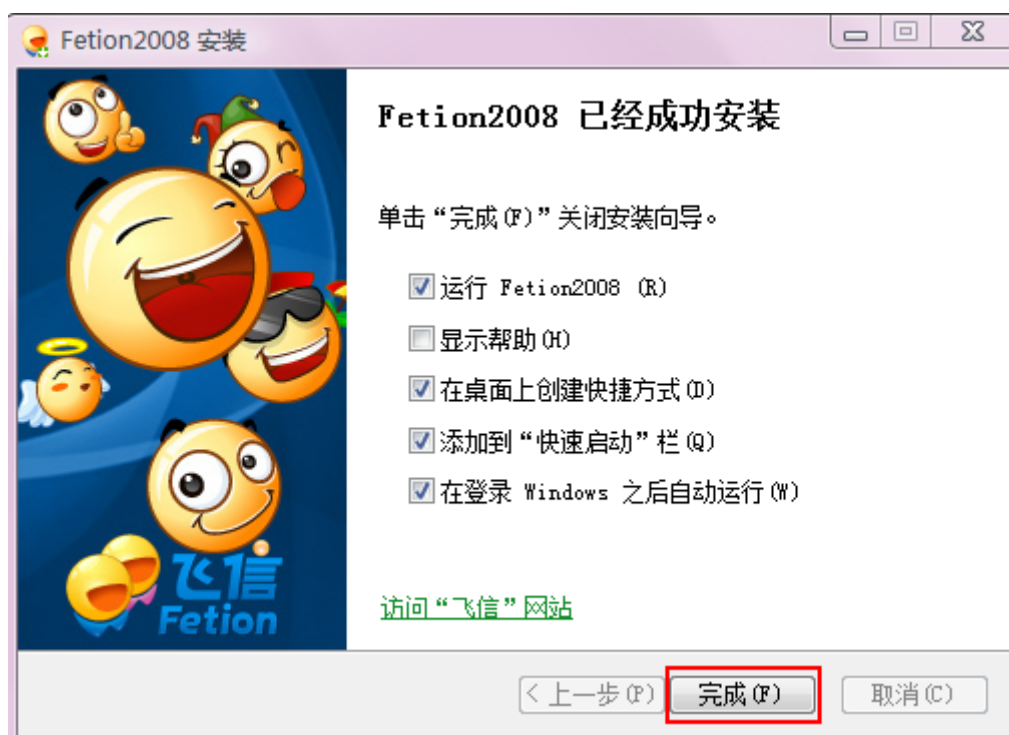 Fetion2008 安装
Fetion2008 已经成功安装
单击“完成(F)”关闭安装向导。
运行 Fetion2008 (R)
显示帮助(H)
在桌面上创建快捷方式(D)
添加到“快速启动”栏(Q)
在登录 Windows 之后自动运行(W)
飞信
Fetion
访问“飞信”网站
< 上一步(P)
完成(F)
取消(C)